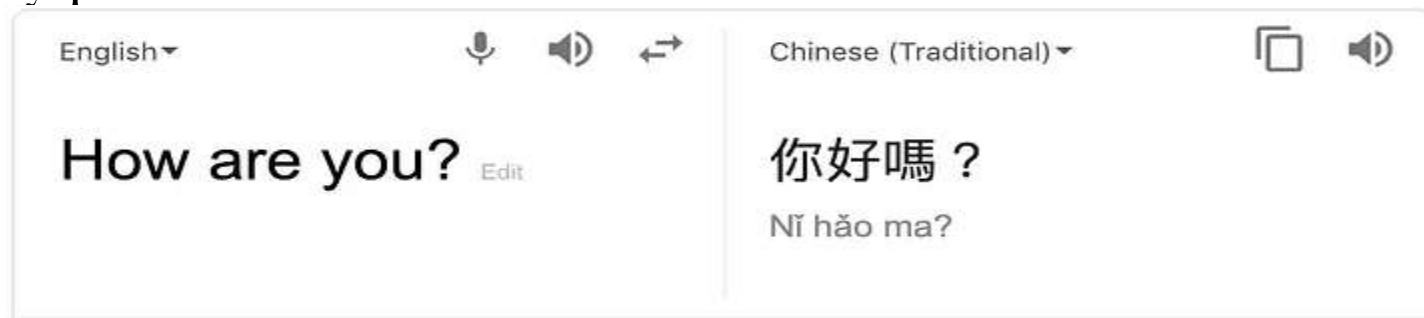 English
Chinese (Traditional)
How are you? Edit
你好嗎？
Nǐ hǎo ma?